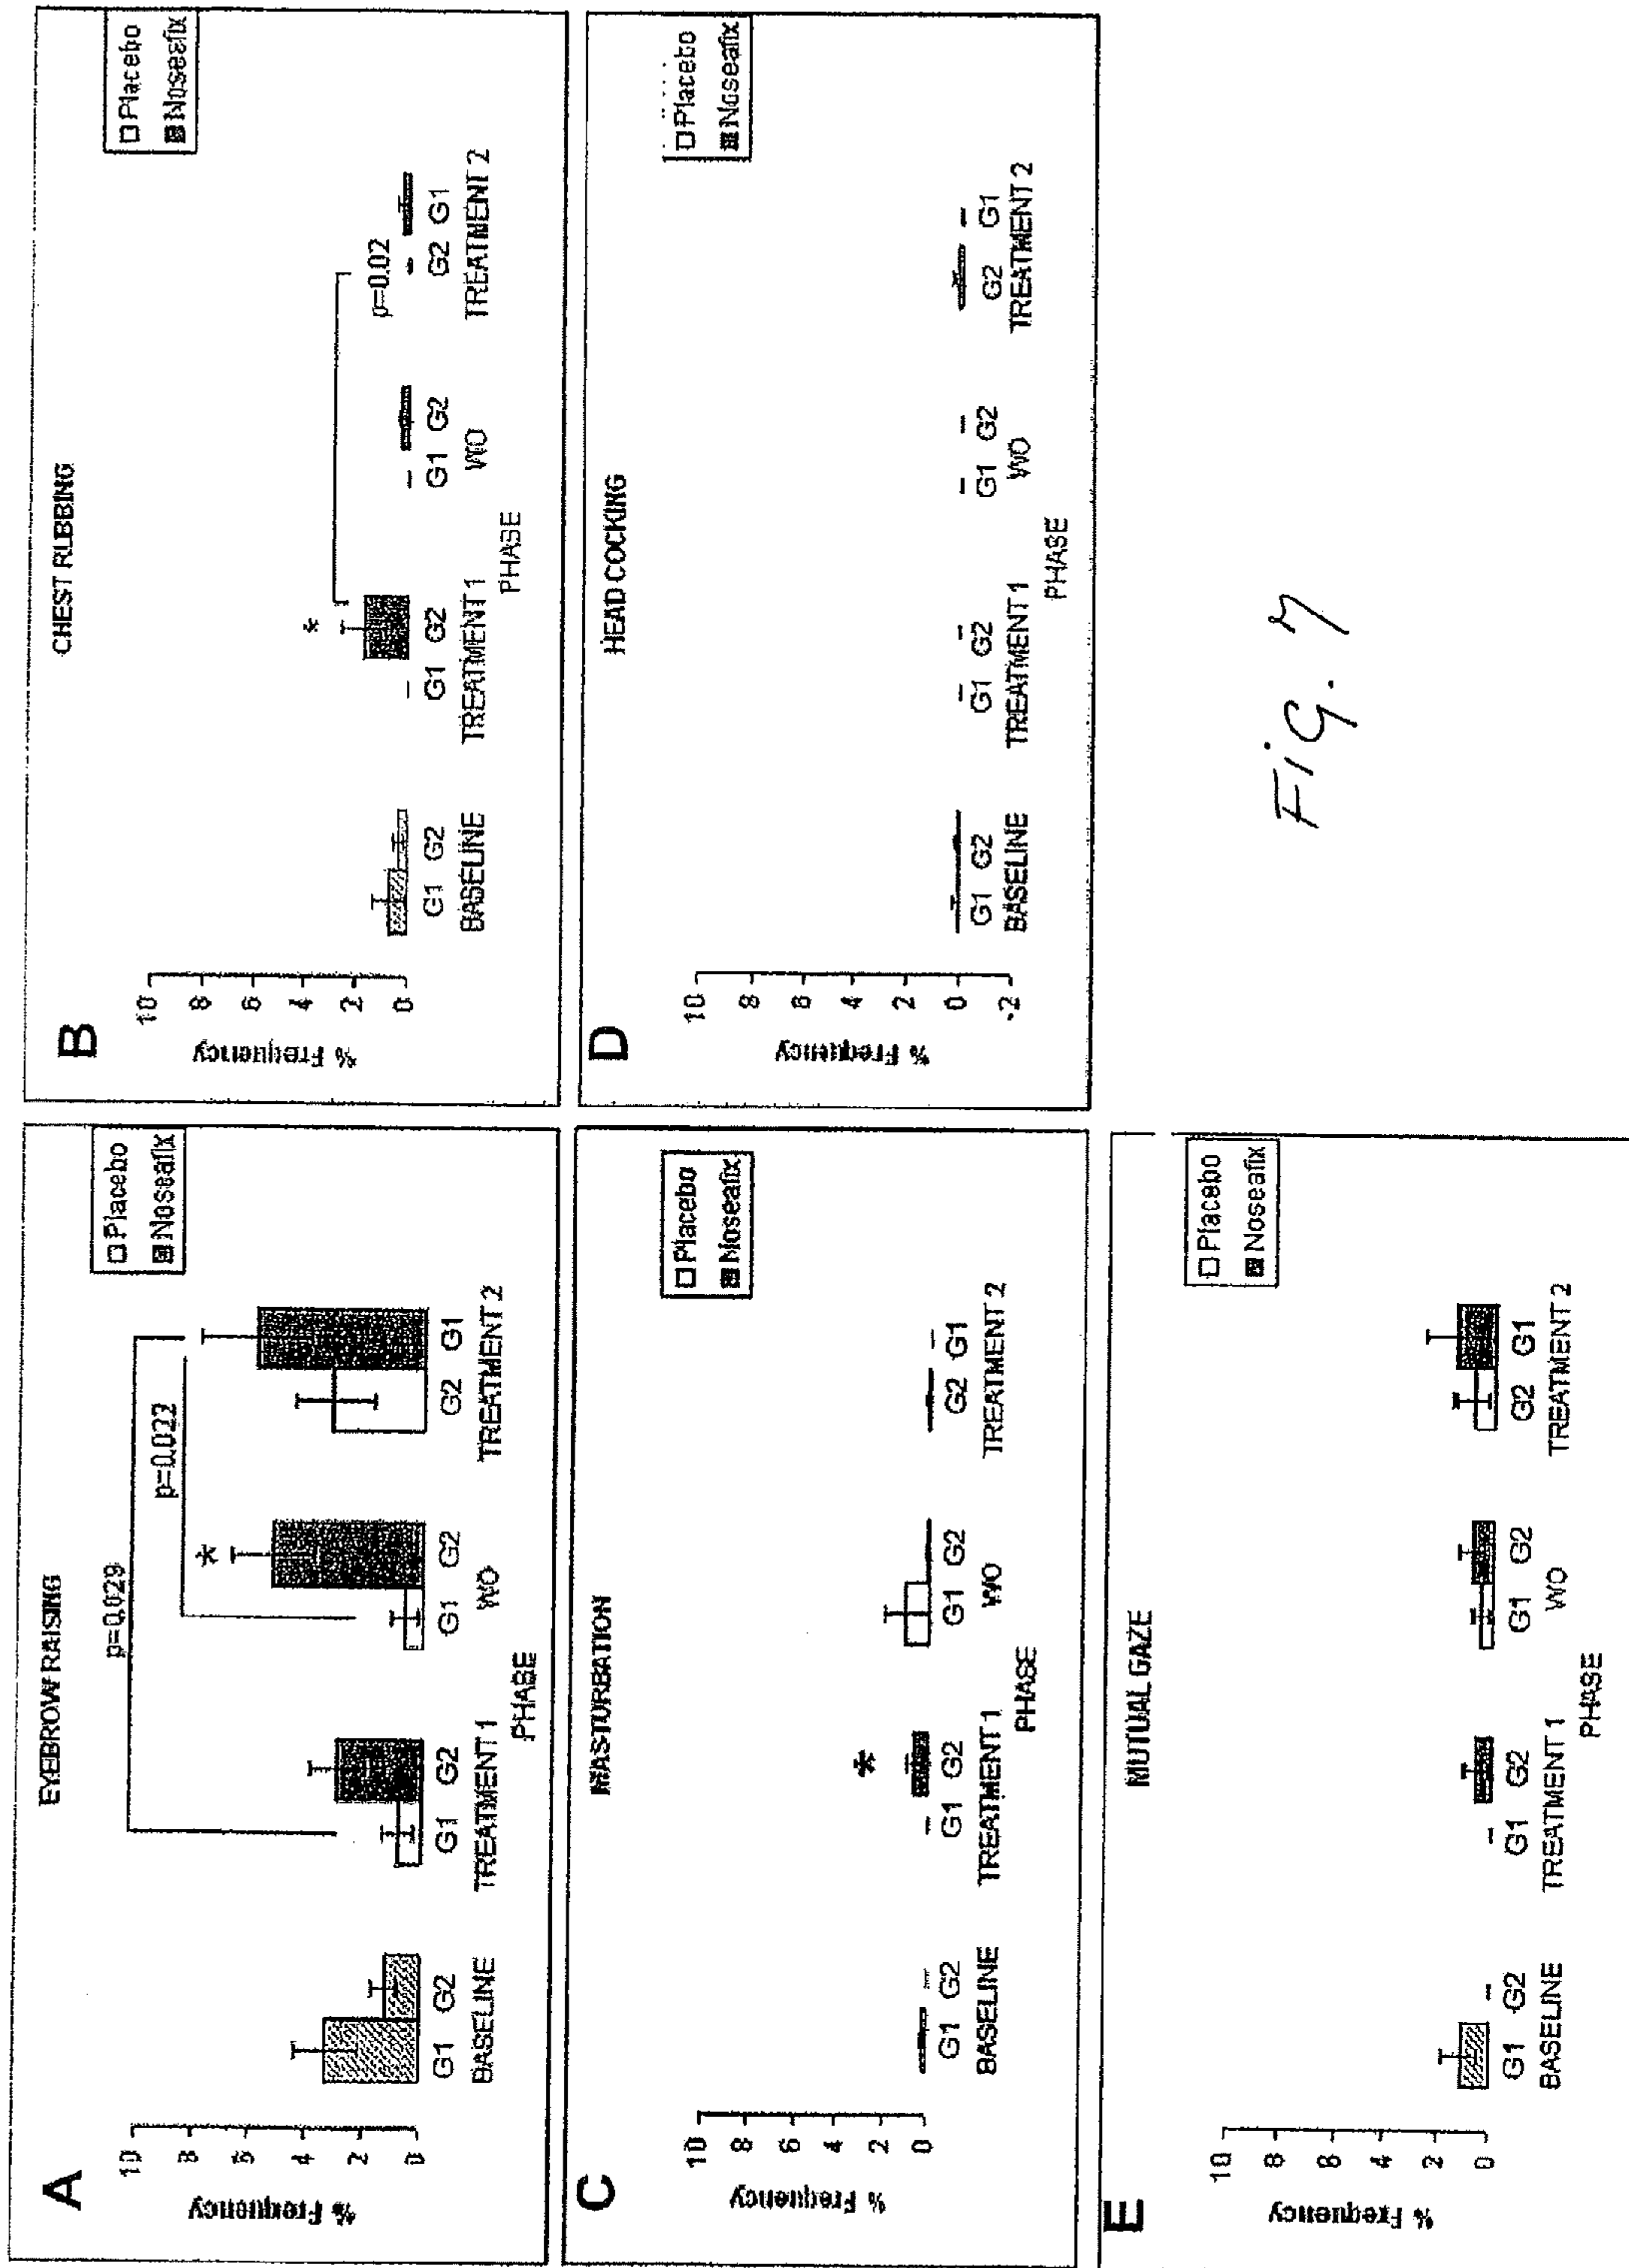 A
EYEBROW RAISING
Placebo
Noseafix
% Frequency
10
8
6
4
2
0
p=0.029
p=0.022
*
G1 G2 G1 G2 G1 G2 G2 G1
BASELINE TREATMENT 1 WO TREATMENT 2
PHASE
B
CHEST RUBBING
Placebo
Noseafix
% Frequency
10
8
6
4
2
0
*
p=0.02
G1 G2 G1 G2 G1 G2 G2 G1
BASELINE TREATMENT 1 WO TREATMENT 2
PHASE
C
MASTURBATION
Placebo
Noseafix
% Frequency
10
8
6
4
2
0
*
G1 G2 G1 G2 G1 G2 G2 G1
BASELINE TREATMENT 1 WO TREATMENT 2
PHASE
D
HEAD COCKING
Placebo
Noseafix
% Frequency
10
8
6
4
2
0
-2
G1 G2 G1 G2 G1 G2 G2 G1
BASELINE TREATMENT 1 WO TREATMENT 2
PHASE
E
MUTUAL GAZE
Placebo
Noseafix
% Frequency
10
8
6
4
2
0
G1 G2 G1 G2 G1 G2 G2 G1
BASELINE TREATMENT 1 WO TREATMENT 2
PHASE
FIG. 7